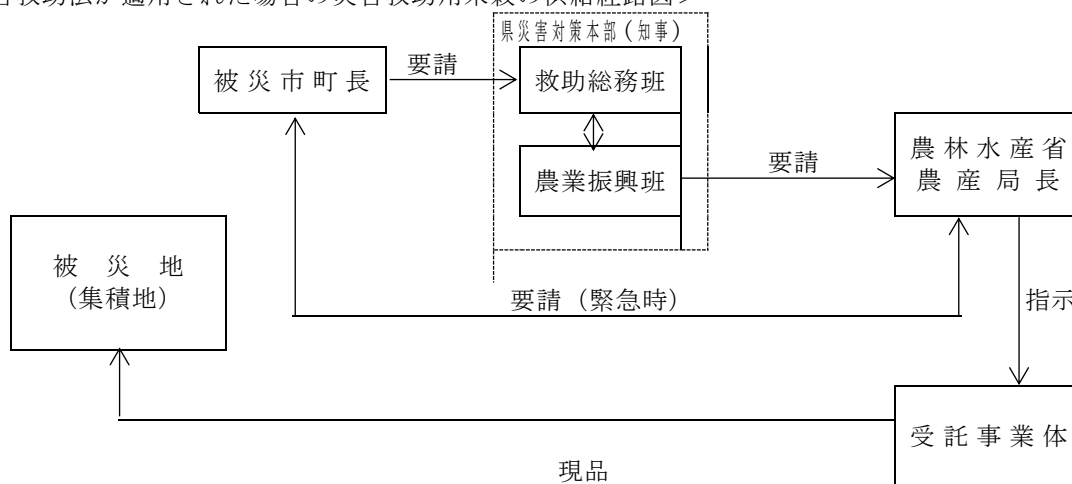 害救助法が適用された場合の災害救助用米穀の供給経路図＞
県災害対策本部（知事）
被災市町長
要請
救助総務班
農業振興班
要請
農林水産省
農産局長
被災地
（集積地）
要請（緊急時）
指示
受託事業体
現品